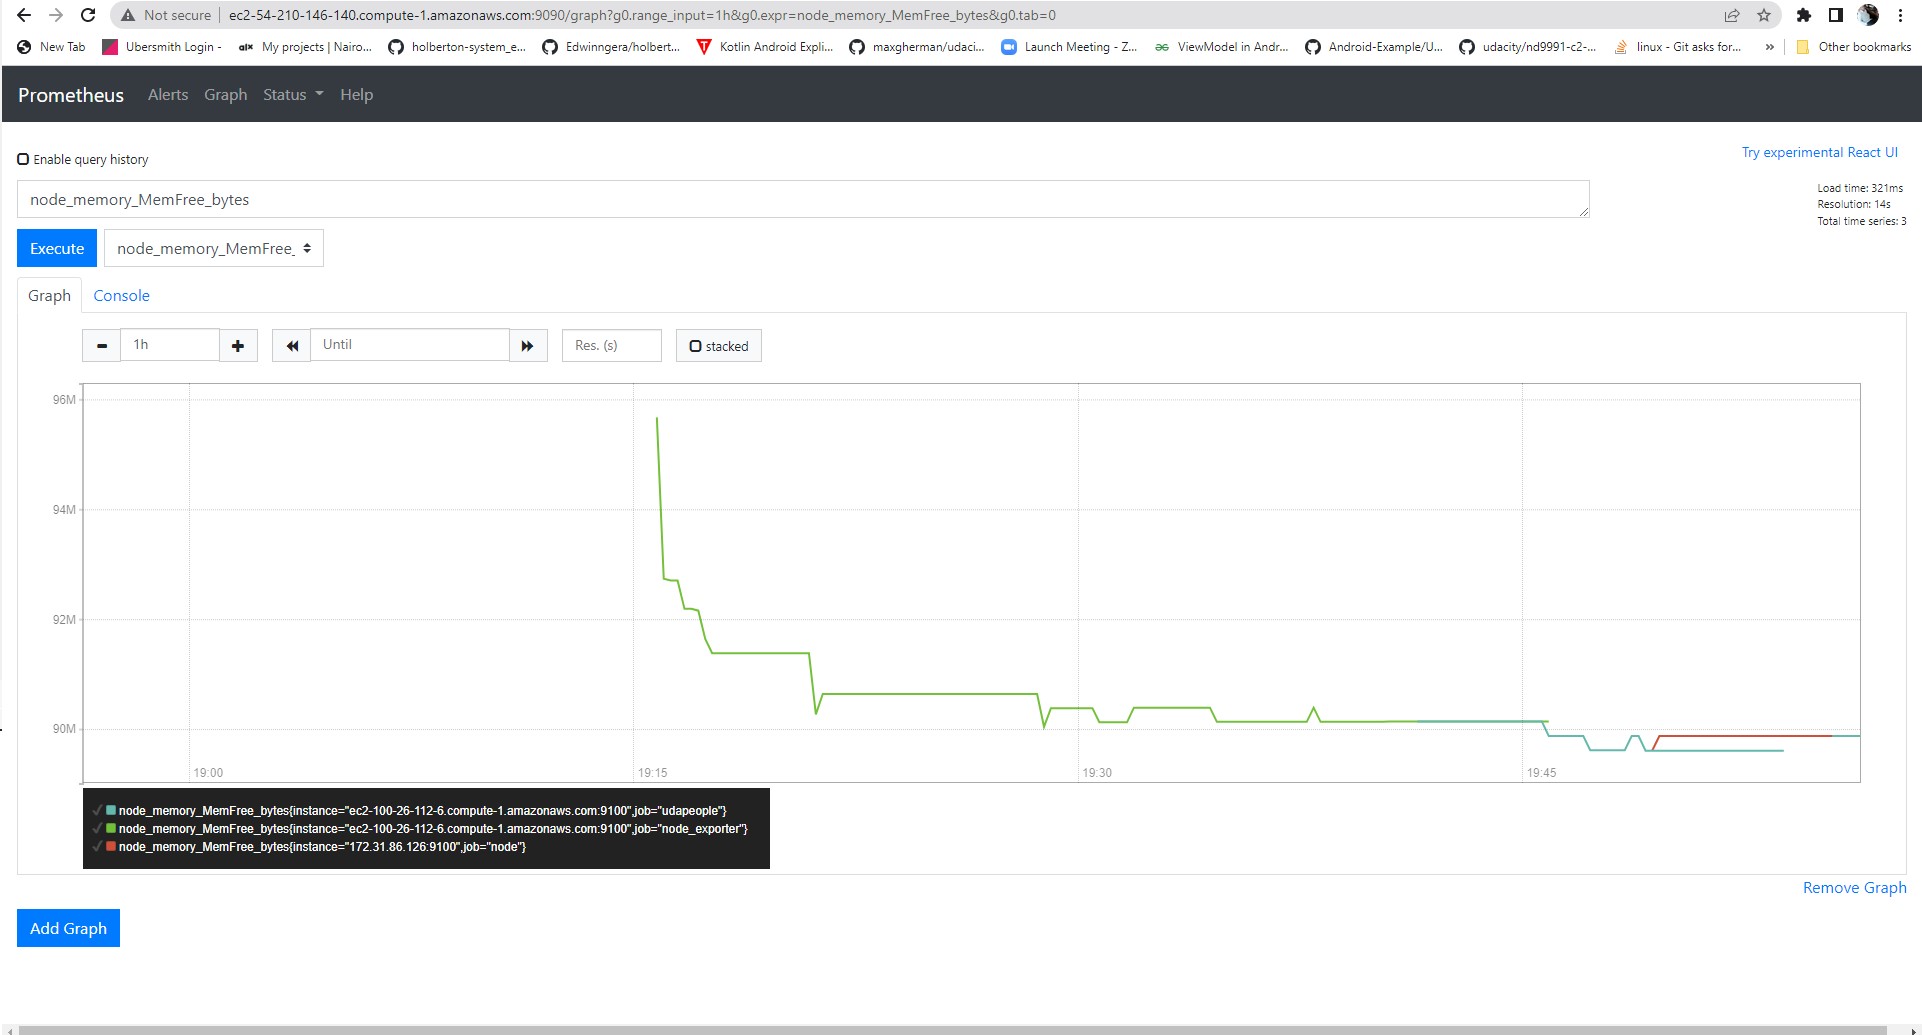 Not secure ec2-54-210-146-140.compute-1.amazonaws.com:9090/graph?g0.range_input=1h&g0.expr=node_memory_MemFree_bytes&g0.tab=0
New Tab Ubersmith Login - alx My projects | Nairo... holberton-system_e... Edwinngera/holbert... Kotlin Android Expli... maxgherman/udaci... Launch Meeting - Z... ViewModel in Andr... Android-Example/U... udacity/nd9991-c2-... linux - Git asks for... » Other bookmarks
Prometheus Alerts Graph Status Help
Enable query history
Try experimental React UI
node_memory_MemFree_bytes
Load time: 321ms
Resolution: 14s
Total time series: 3
Execute node_memory_MemFree_
Graph Console
1h Until Res. (s) stacked
96M
94M
92M
90M
19:00 19:15 19:30 19:45
✓ node_memory_MemFree_bytes{instance="ec2-100-26-112-6.compute-1.amazonaws.com:9100",job="udapeople"}
✓ node_memory_MemFree_bytes{instance="ec2-100-26-112-6.compute-1.amazonaws.com:9100",job="node_exporter"}
✓ node_memory_MemFree_bytes{instance="172.31.86.126:9100",job="node"}
Remove Graph
Add Graph